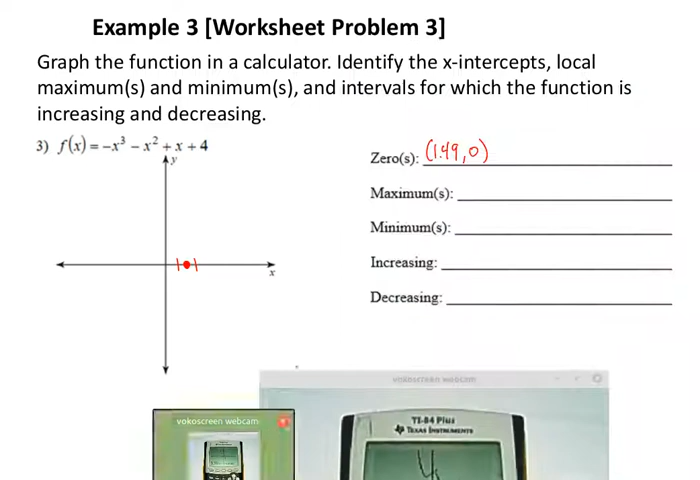 Example 3 [Worksheet Problem 3]
Graph the function in a calculator. Identify the x-intercepts, local
maximum(s) and minimum(s), and intervals for which the function is
increasing and decreasing.
3) f(x) = -x³ - x² + x + 4
y
x
Zero(s): (1.49, 0)
Maximum(s):
Minimum(s):
Increasing:
Decreasing:
vokoscreen webcam
vokoscreen webcam
TI-84 Plus
TEXAS INSTRUMENTS